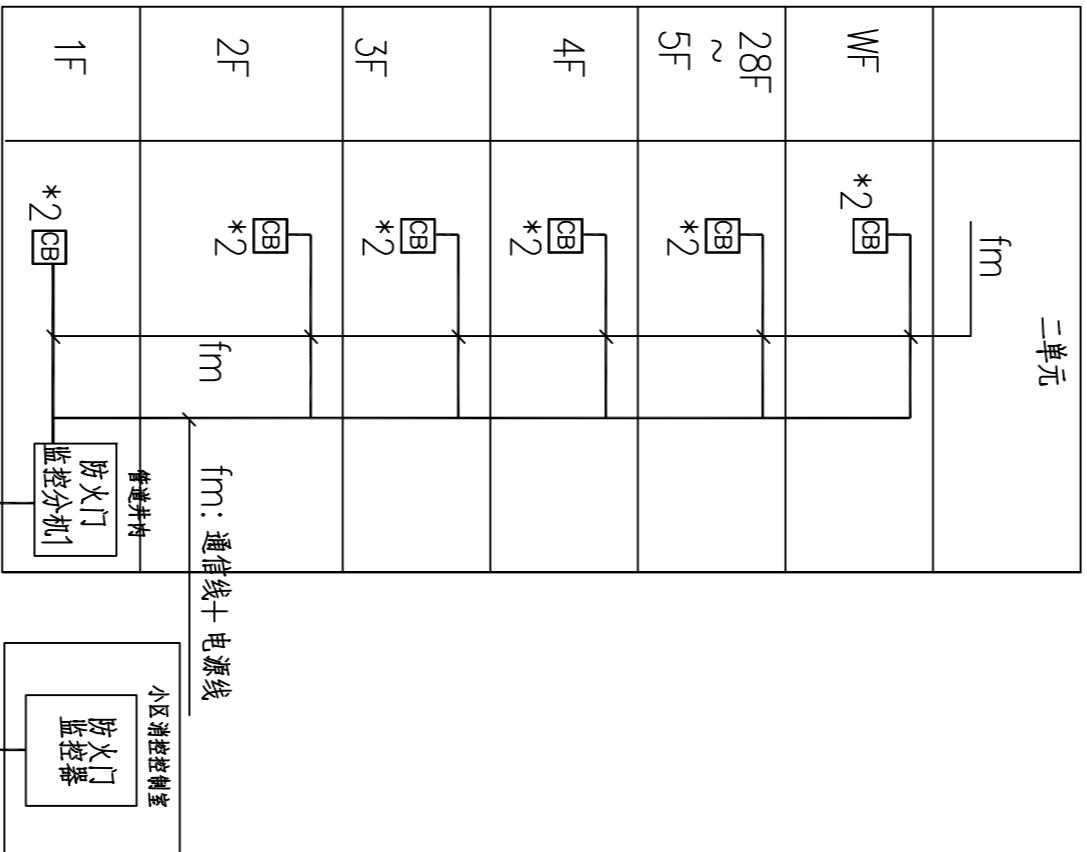 二单元
fm
WF
*2
CB
28F
~
5F
CB
*2
4F
CB
*2
3F
CB
*2
2F
CB
*2
fm
fm: 通信线+电源线
1F
*2
CB
管道井内
防火门
监控分机1
小区消控控制室
防火门
监控器